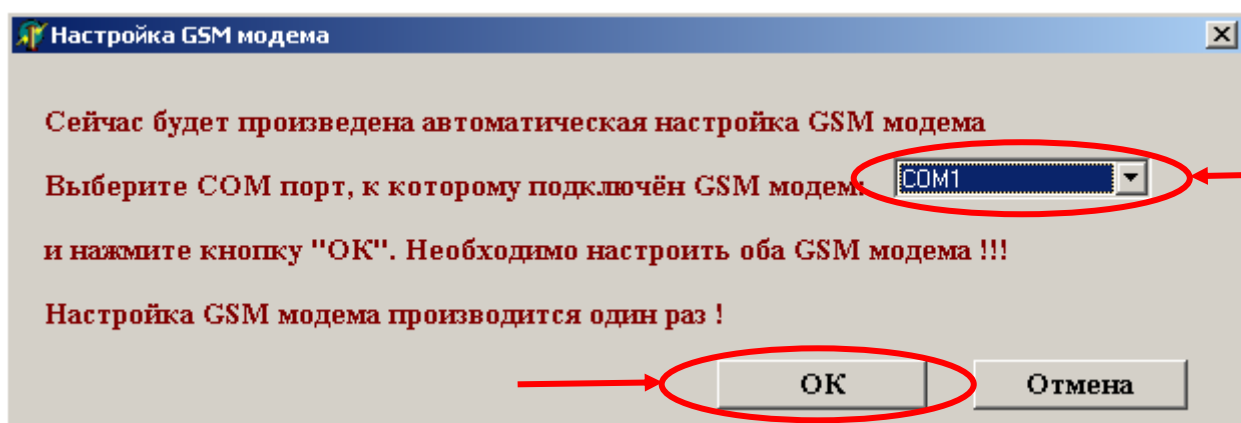 Настройка GSM модема
Сейчас будет произведена автоматическая настройка GSM модема
Выберите COM порт, к которому подключён GSM модем: COM1
и нажмите кнопку "ОК". Необходимо настроить оба GSM модема !!!
Настройка GSM модема производится один раз !
ОК Отмена